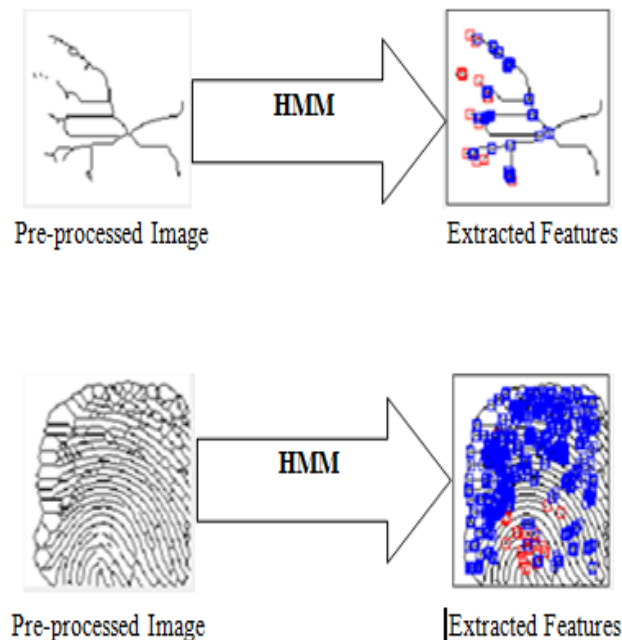 HMM
Pre-processed Image
Extracted Features
HMM
Pre-processed Image
Extracted Features